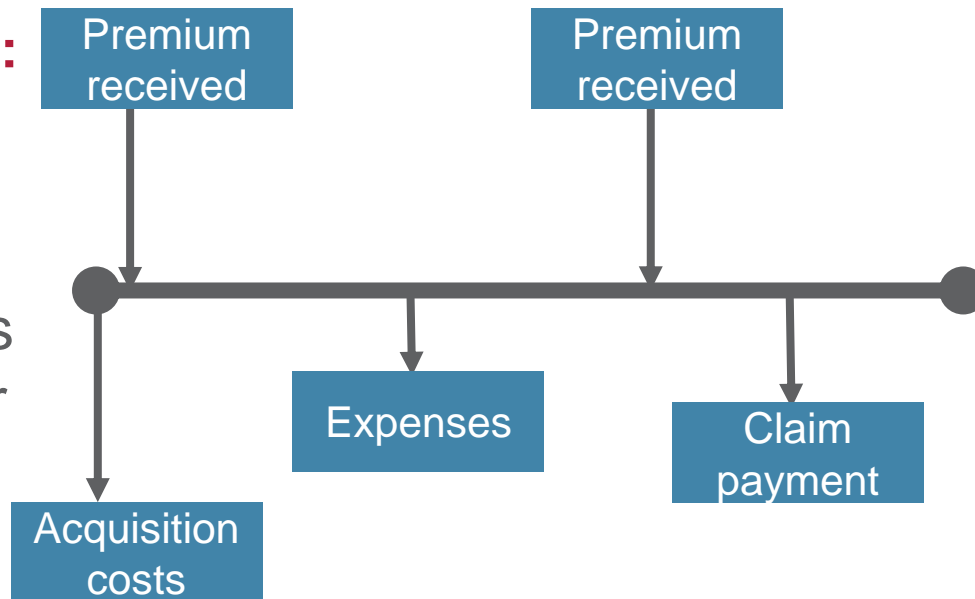 Premium
received
Premium
received
:
s
r
Expenses
Claim
payment
Acquisition
costs